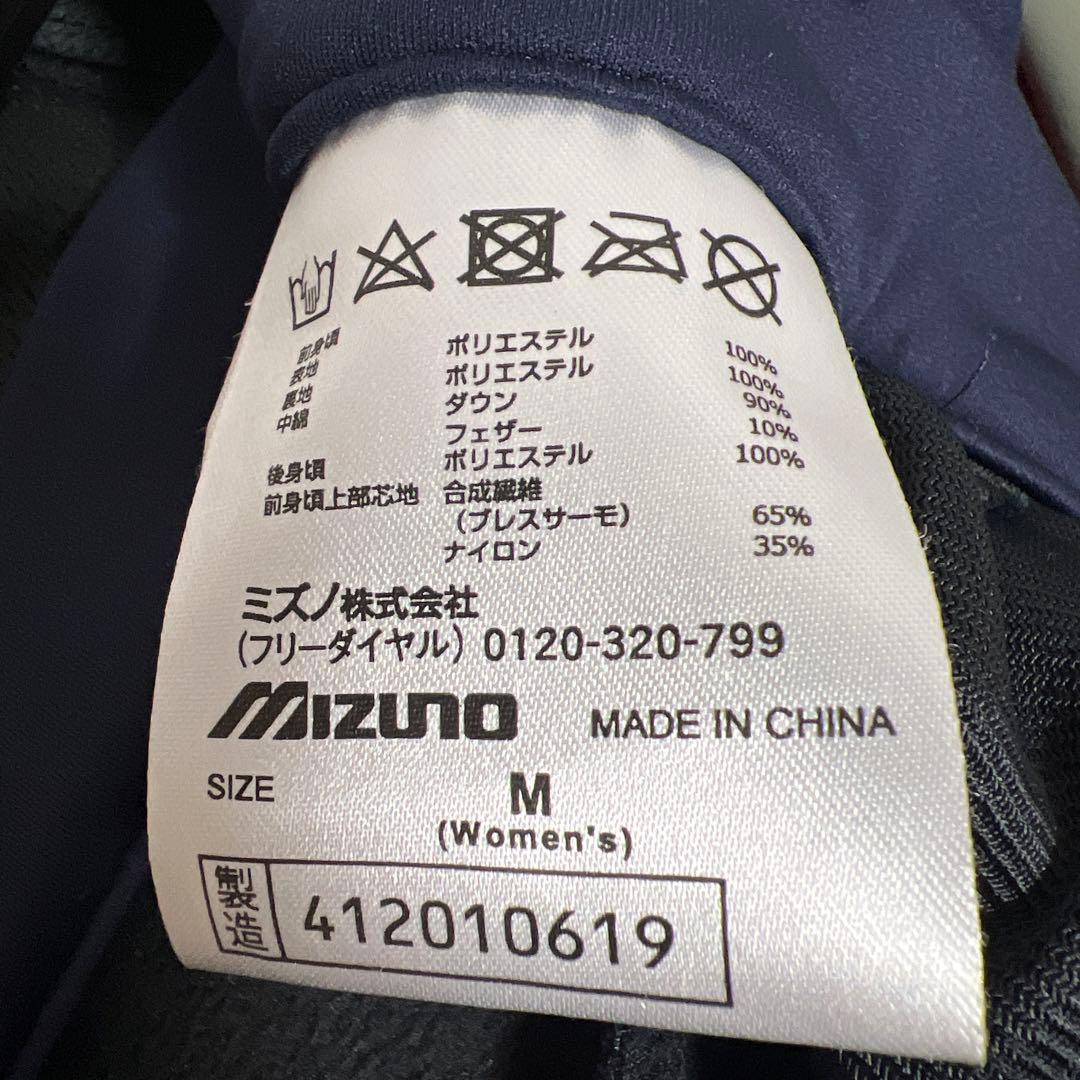 前身頃
表地 ポリエステル 100%
裏地 ポリエステル 100%
中綿 ダウン 90%
フェザー 10%
後身頃 ポリエステル 100%
前身頃上部芯地 合成繊維
(ブレスサーモ) 65%
ナイロン 35%
ミズノ株式会社
(フリーダイヤル) 0120-320-799
MIZUNO MADE IN CHINA
SIZE M
(Women's)
製造 412010619